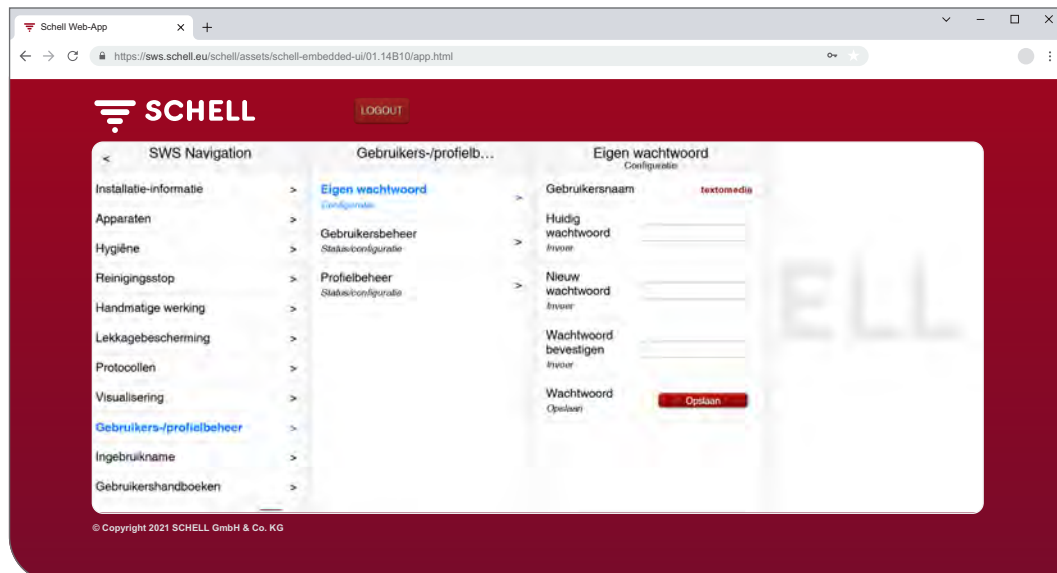 Schell Web-App
https://sws.schell.eu/schell/assets/schell-embedded-ui/01.14B10/app.html
SCHELL
LOGOUT
< SWS Navigation
Installatie-informatie >
Apparaten >
Hygiëne >
Reinigingsstop >
Handmatige werking >
Lekkagebescherming >
Protocollen >
Visualisering >
Gebruikers-/profielbeheer >
Ingebruikname >
Gebruikershandboeken >
Gebruikers-/profielb...
Eigen wachtwoord >
Configuratie
Gebruikersbeheer >
Status/configuratie
Profielbeheer >
Status/configuratie
Eigen wachtwoord
Configuratie
Gebruikersnaam textomedia
Huidig
wachtwoord
Invoer
Nieuw
wachtwoord
Invoer
Wachtwoord
bevestigen
Invoer
Wachtwoord
Opslaan
Opslaan
ELL
© Copyright 2021 SCHELL GmbH & Co. KG